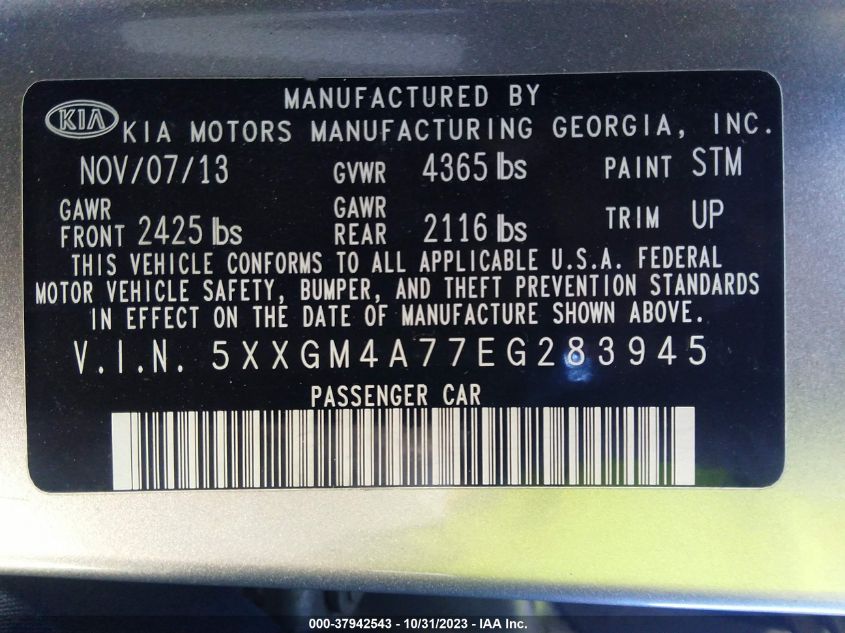 MANUFACTURED BY
KIA KIA MOTORS MANUFACTURING GEORGIA, INC.
NOV/07/13 GVWR 4365 lbs PAINT STM
GAWR FRONT 2425 lbs GAWR REAR 2116 lbs TRIM UP
THIS VEHICLE CONFORMS TO ALL APPLICABLE U.S.A. FEDERAL
MOTOR VEHICLE SAFETY, BUMPER, AND THEFT PREVENTION STANDARDS
IN EFFECT ON THE DATE OF MANUFACTURE SHOWN ABOVE.
V.I.N. 5XXGM4A77EG283945
PASSENGER CAR
000-37942543 - 10/31/2023 - IAA Inc.